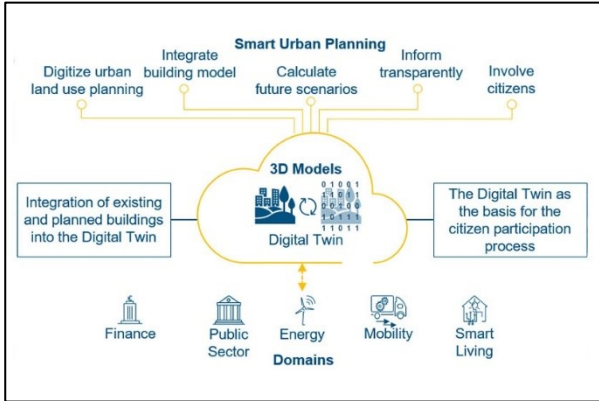 Smart Urban Planning
Digitize urban
land use planning
Integrate
building model
Calculate
future scenarios
Inform
transparently
Involve
citizens
3D Models
01001
11011
Digital Twin
Integration of existing
and planned buildings
into the Digital Twin
The Digital Twin as
the basis for the
citizen participation
process
Finance
Public
Sector
Energy
Mobility
Smart
Living
Domains